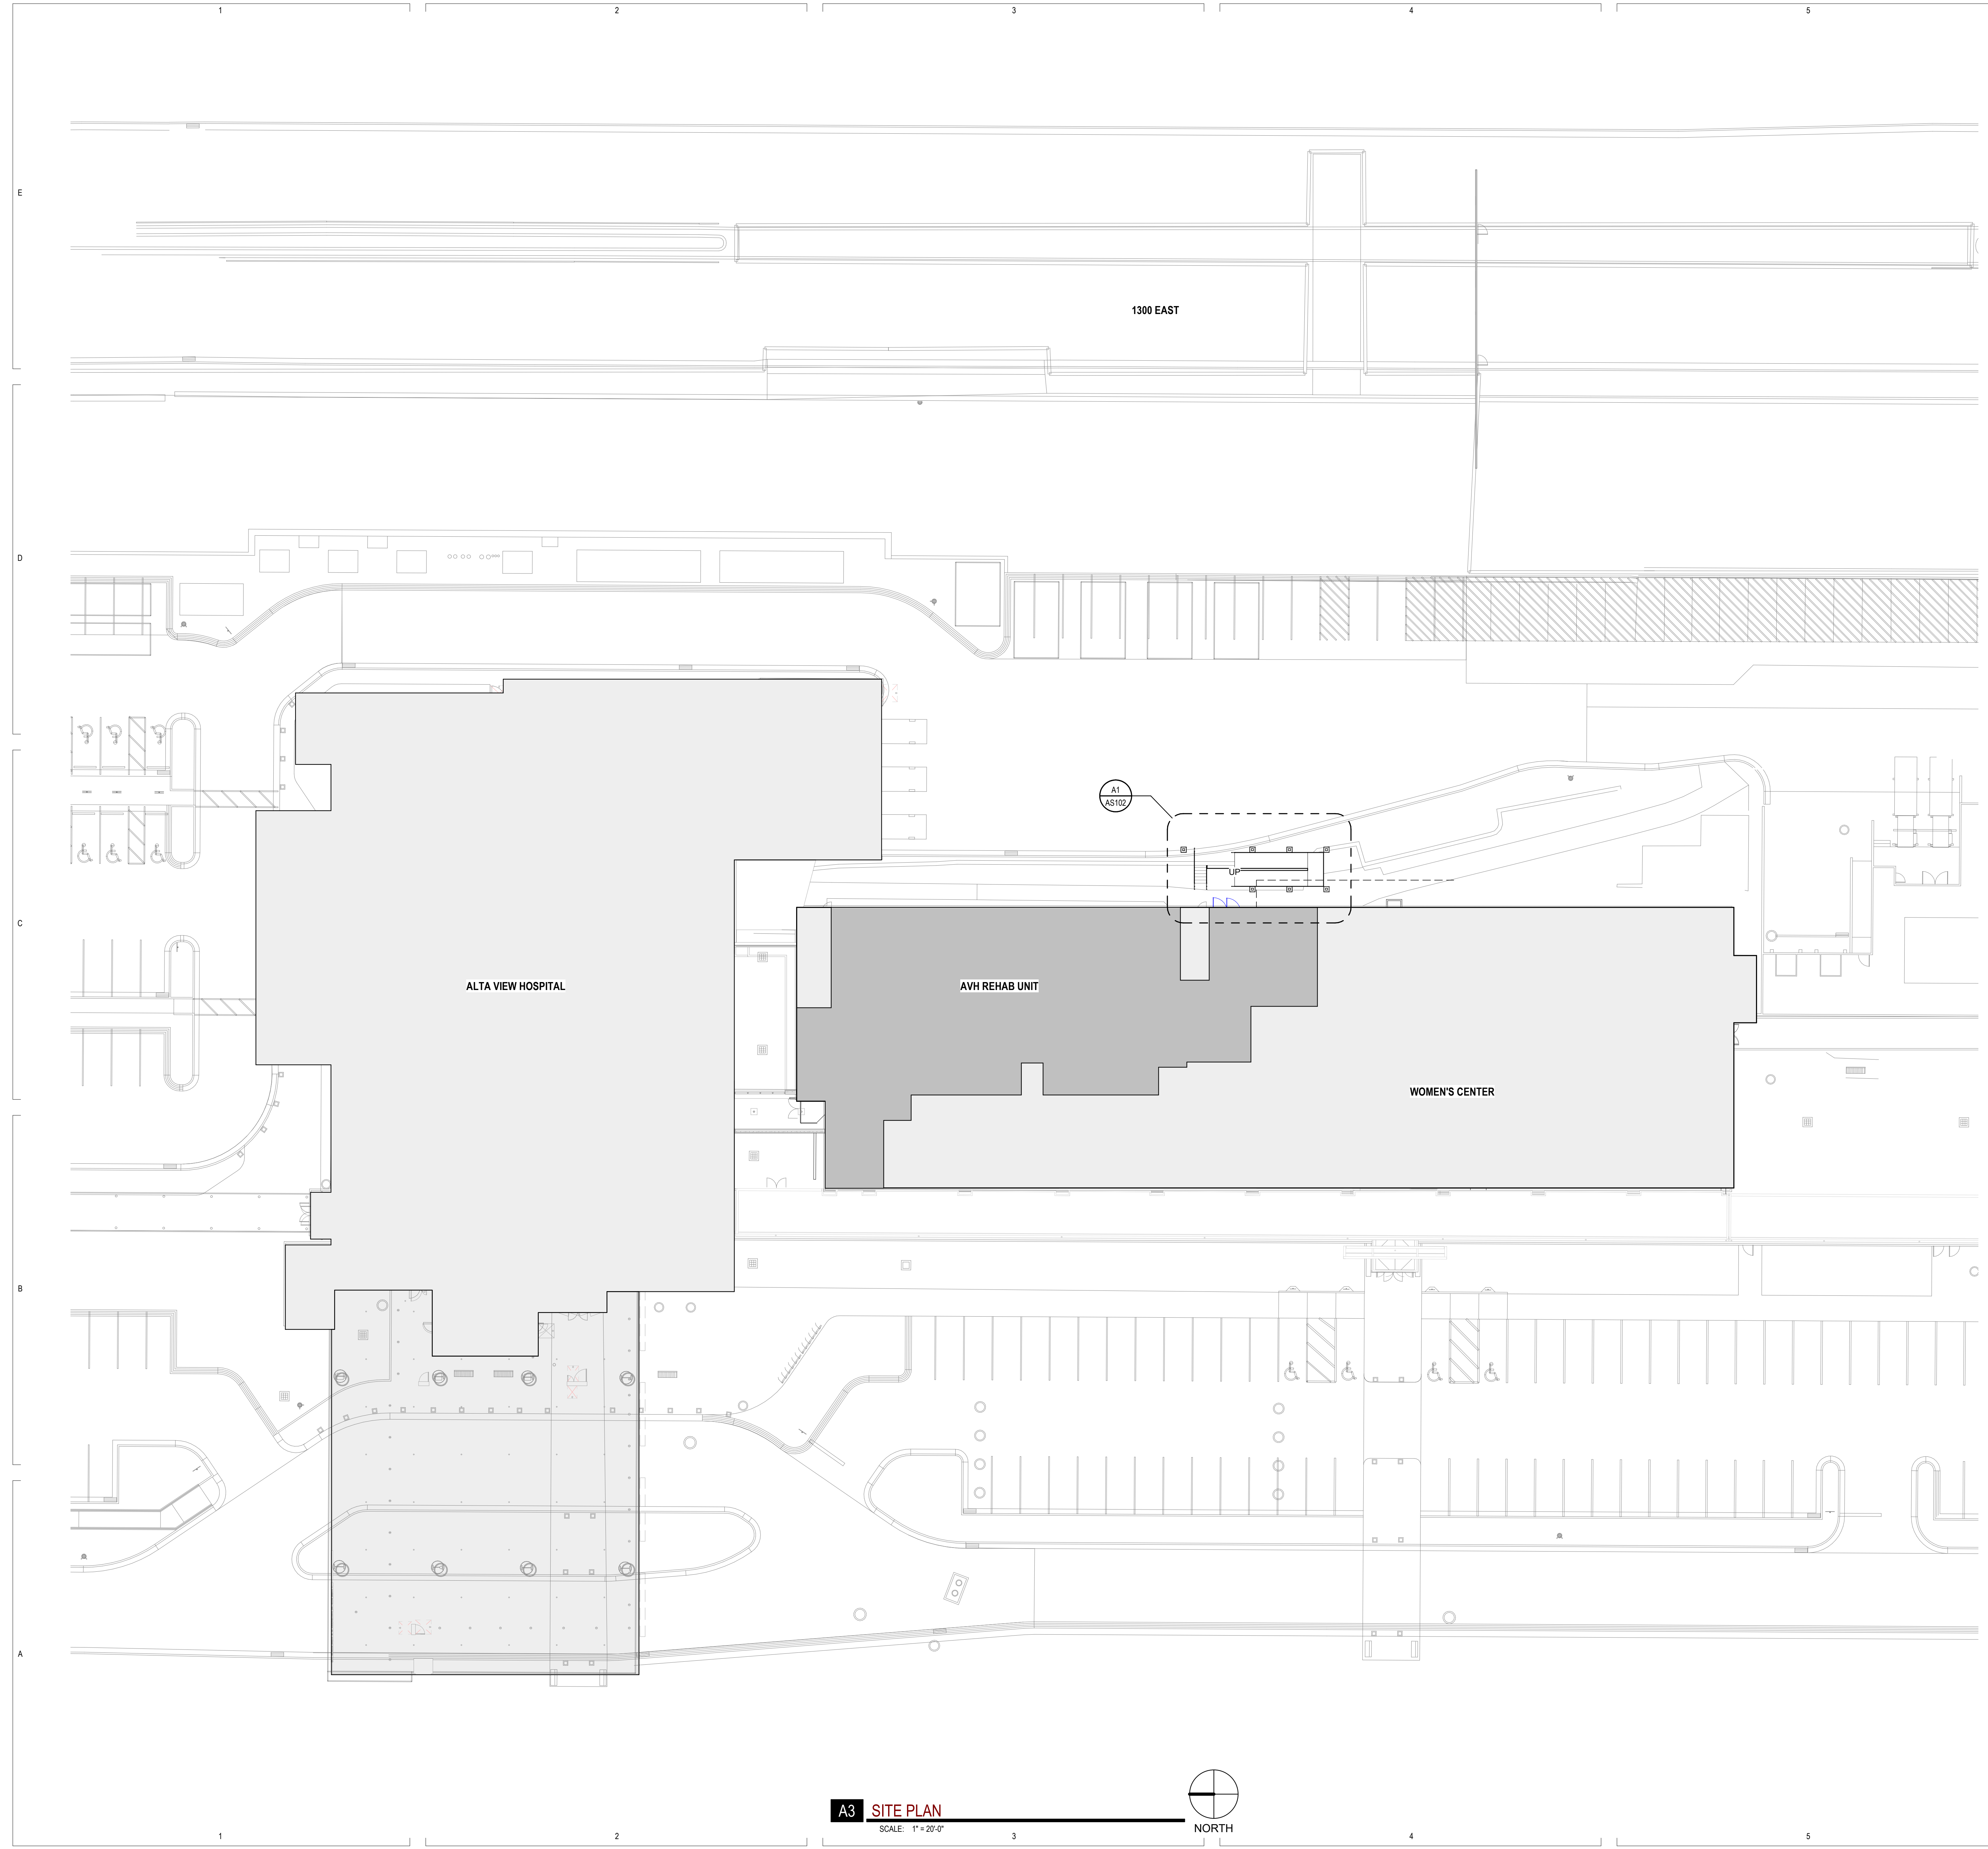 1 2 3 4 5
E
1300 EAST
D
A1
AS102
UP
C
ALTA VIEW HOSPITAL
AVH REHAB UNIT
WOMEN'S CENTER
B
A
A3 SITE PLAN
SCALE: 1" = 20'-0"
NORTH
1 2 3 4 5